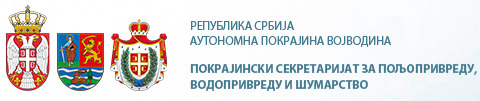 РЕПУБЛИКА СРБИЈА
АУТОНОМНА ПОКРАЈИНА ВОЈВОДИНА
ПОКРАЈИНСКИ СЕКРЕТАРИЈАТ ЗА ПОЉОПРИВРЕДУ,
ВОДОПРИВРЕДУ И ШУМАРСТВО